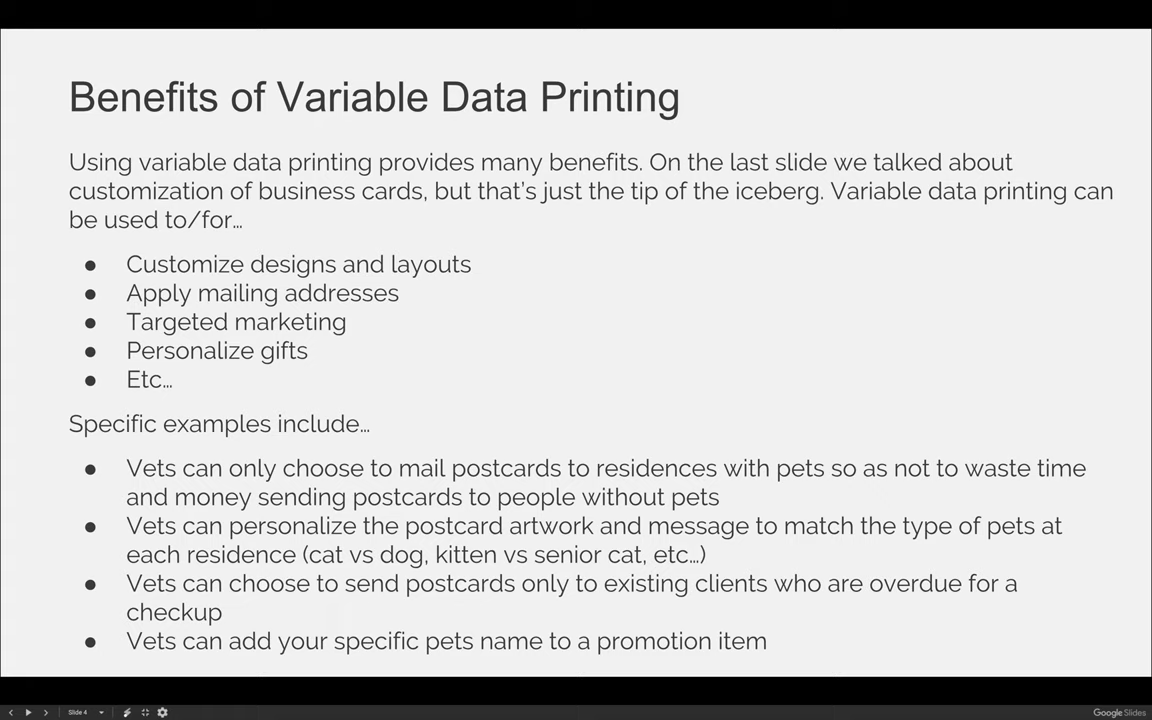 Benefits of Variable Data Printing
Using variable data printing provides many benefits. On the last slide we talked about
customization of business cards, but that's just the tip of the iceberg. Variable data printing can
be used to/for…
● Customize designs and layouts
● Apply mailing addresses
● Targeted marketing
● Personalize gifts
● Etc…
Specific examples include…
● Vets can only choose to mail postcards to residences with pets so as not to waste time
and money sending postcards to people without pets
● Vets can personalize the postcard artwork and message to match the type of pets at
each residence (cat vs dog, kitten vs senior cat, etc…)
● Vets can choose to send postcards only to existing clients who are overdue for a
checkup
● Vets can add your specific pets name to a promotion item
Slide 4
Google Slides